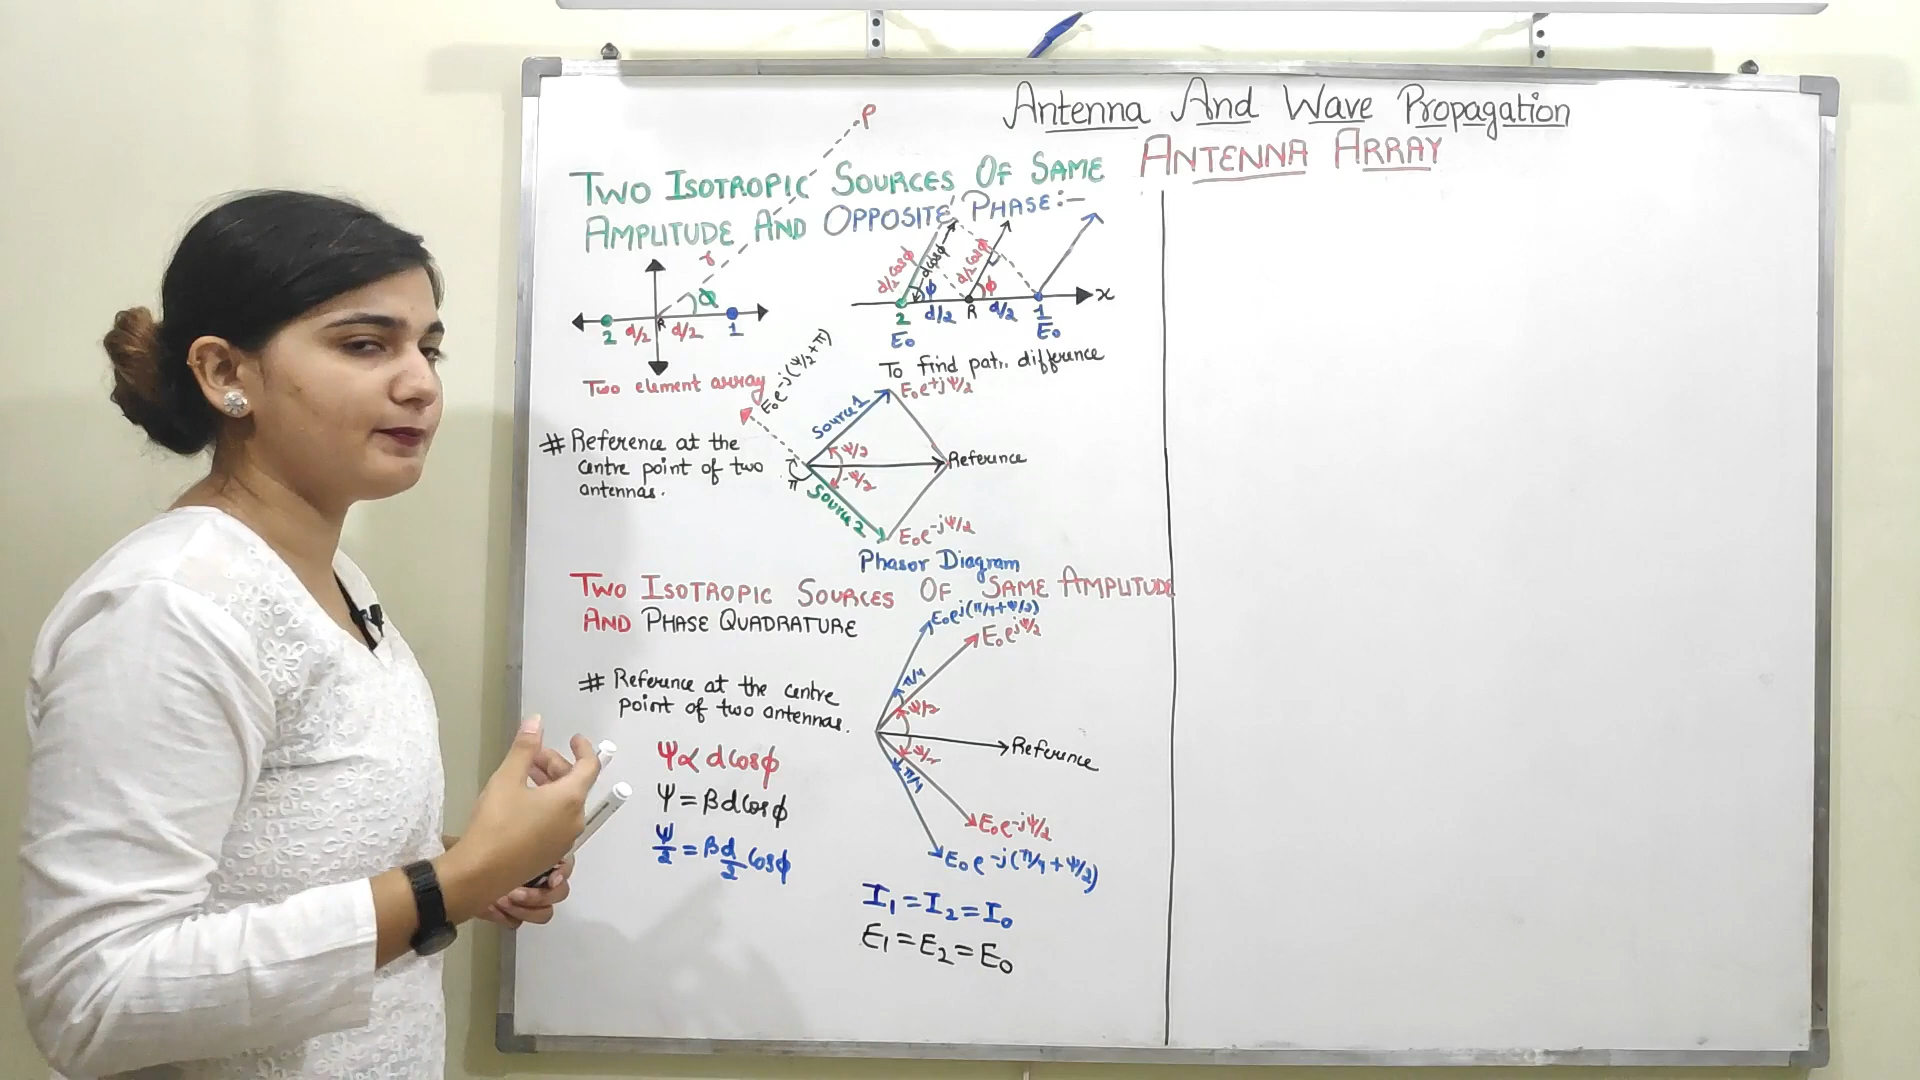 Antenna And Wave Propagation
ANTENNA ARRAY
TWO ISOTROPIC SOURCES OF SAME
AMPLITUDE AND OPPOSITE PHASE:-
P
r
ϕ
2 d/2 R d/2 1
Two element array
d/2 cosϕ
dcosϕ
d/2 cosϕ
ϕ
ϕ
x
2 d/2 R d/2 1
E₀ E₀
To find path difference
# Reference at the
centre point of two
antennas.
E₀e-j(Ψ/2+π)
Source 1
E₀e+jΨ/2
Ψ/2
Reference
-Ψ/2
π
Source 2
E₀e-jΨ/2
Phasor Diagram
TWO ISOTROPIC SOURCES OF SAME AMPLITUDE
AND PHASE QUADRATURE
# Reference at the centre
point of two antennas.
Ψ∝ dcosϕ
Ψ=βdcosϕ
Ψ/2=βd/2 cosϕ
E₀ej(π/4+Ψ/2)
E₀ejΨ/2
π/4
Ψ/2
Reference
-Ψ/2
π/4
E₀e-jΨ/2
E₀e-j(π/4+Ψ/2)
I₁=I₂=I₀
E₁=E₂=E₀